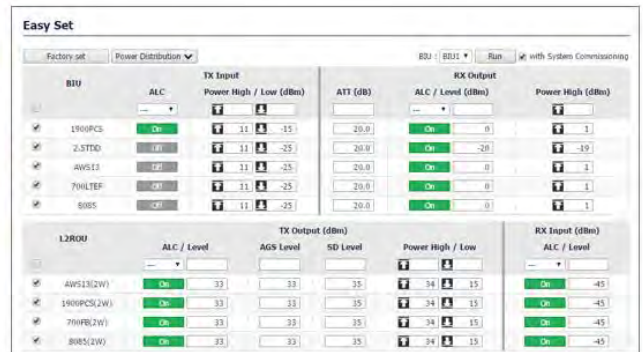 Easy Set
Factory set Power Distribution BIU : BIU1 Run with System Commissioning
BIU TX Input RX Output
ALC Power High / Low (dBm) ATT (dB) ALC / Level (dBm) Power High (dBm)
---
1900PCS On 11 -15 20.0 On 0 1
2.5TDD Off 11 -25 20.0 On -20 -19
AWS13 Off 11 -25 20.0 On 0 1
700LTEF Off 11 -25 20.0 On 0 1
8085 Off 11 -25 20.0 On 0 1
L2ROU TX Output (dBm) RX Input (dBm)
ALC / Level AGS Level SD Level Power High / Low ALC / Level
--- ---
AWS13(2W) On 33 33 35 34 15 On -45
1900PCS(2W) On 33 33 35 34 15 On -45
700FB(2W) On 33 33 35 34 15 On -45
8085(2W) On 33 33 35 34 15 On -45